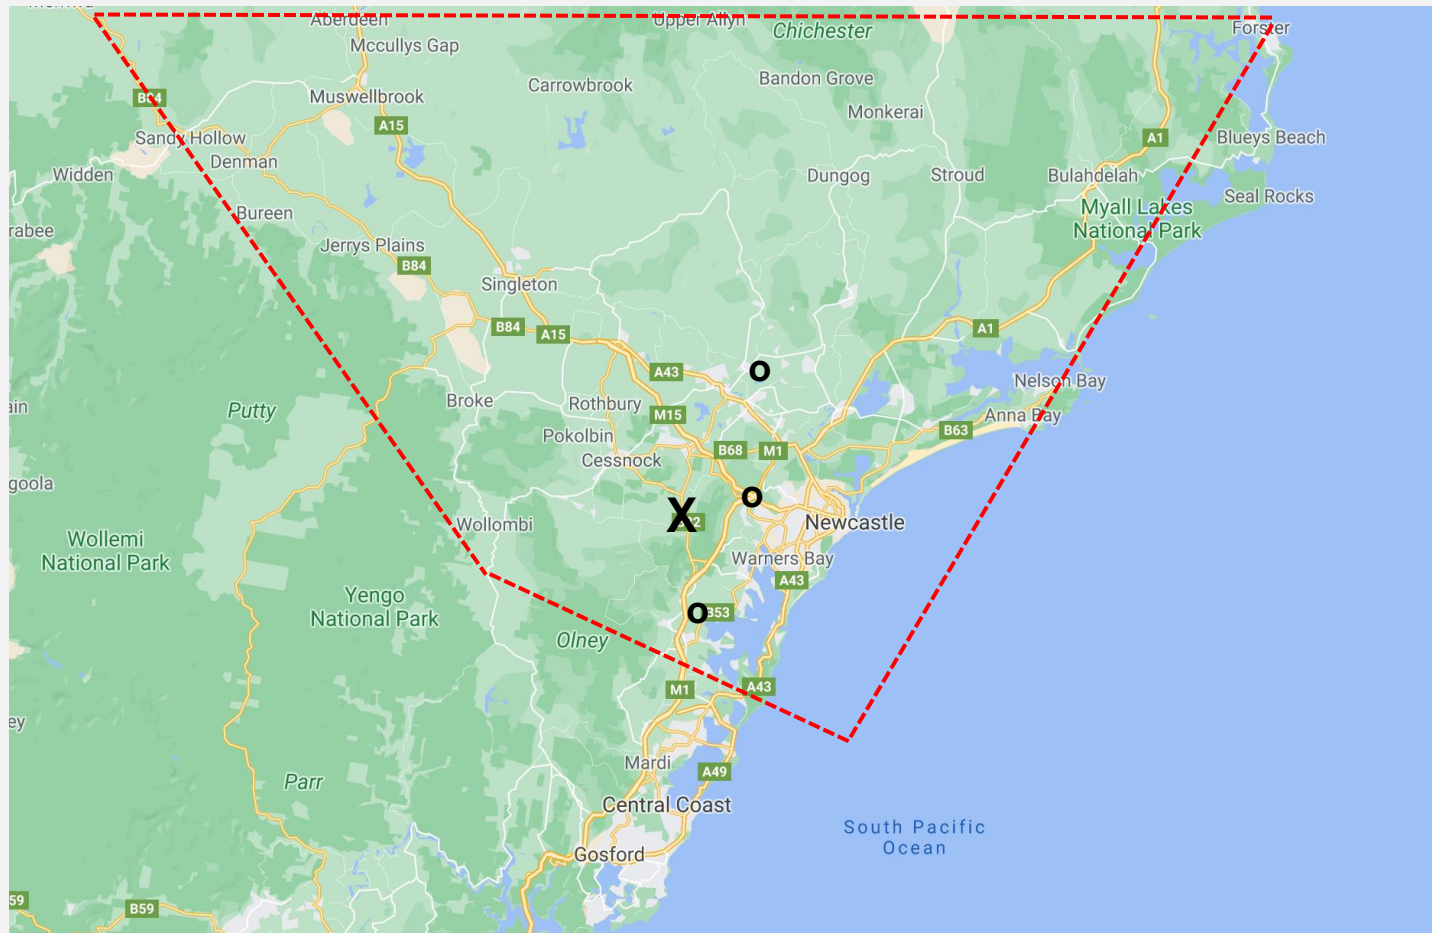 Aberdeen
Upper Allyn
Chichester
Forster
Mccullys Gap
Carrowbrook
Bandon Grove
Muswellbrook
Monkerai
A15
A1
Sandy Hollow
Blueys Beach
Denman
Widden
Dungog
Stroud
Bulahdelah
Seal Rocks
Myall Lakes
National Park
Bureen
rabee
Jerrys Plains
B84
Singleton
B84
A15
A1
A43
Nelson Bay
Broke
Rothbury
ain
Putty
M15
Anna Bay
Pokolbin
B63
B68
M1
Cessnock
goola
o
o
X
Newcastle
Wollombi
Wollemi
National Park
Warners Bay
A43
Yengo
National Park
o
B53
Olney
M1
A43
ey
Mardi
A49
Parr
Central Coast
South Pacific
Ocean
Gosford
59
B59